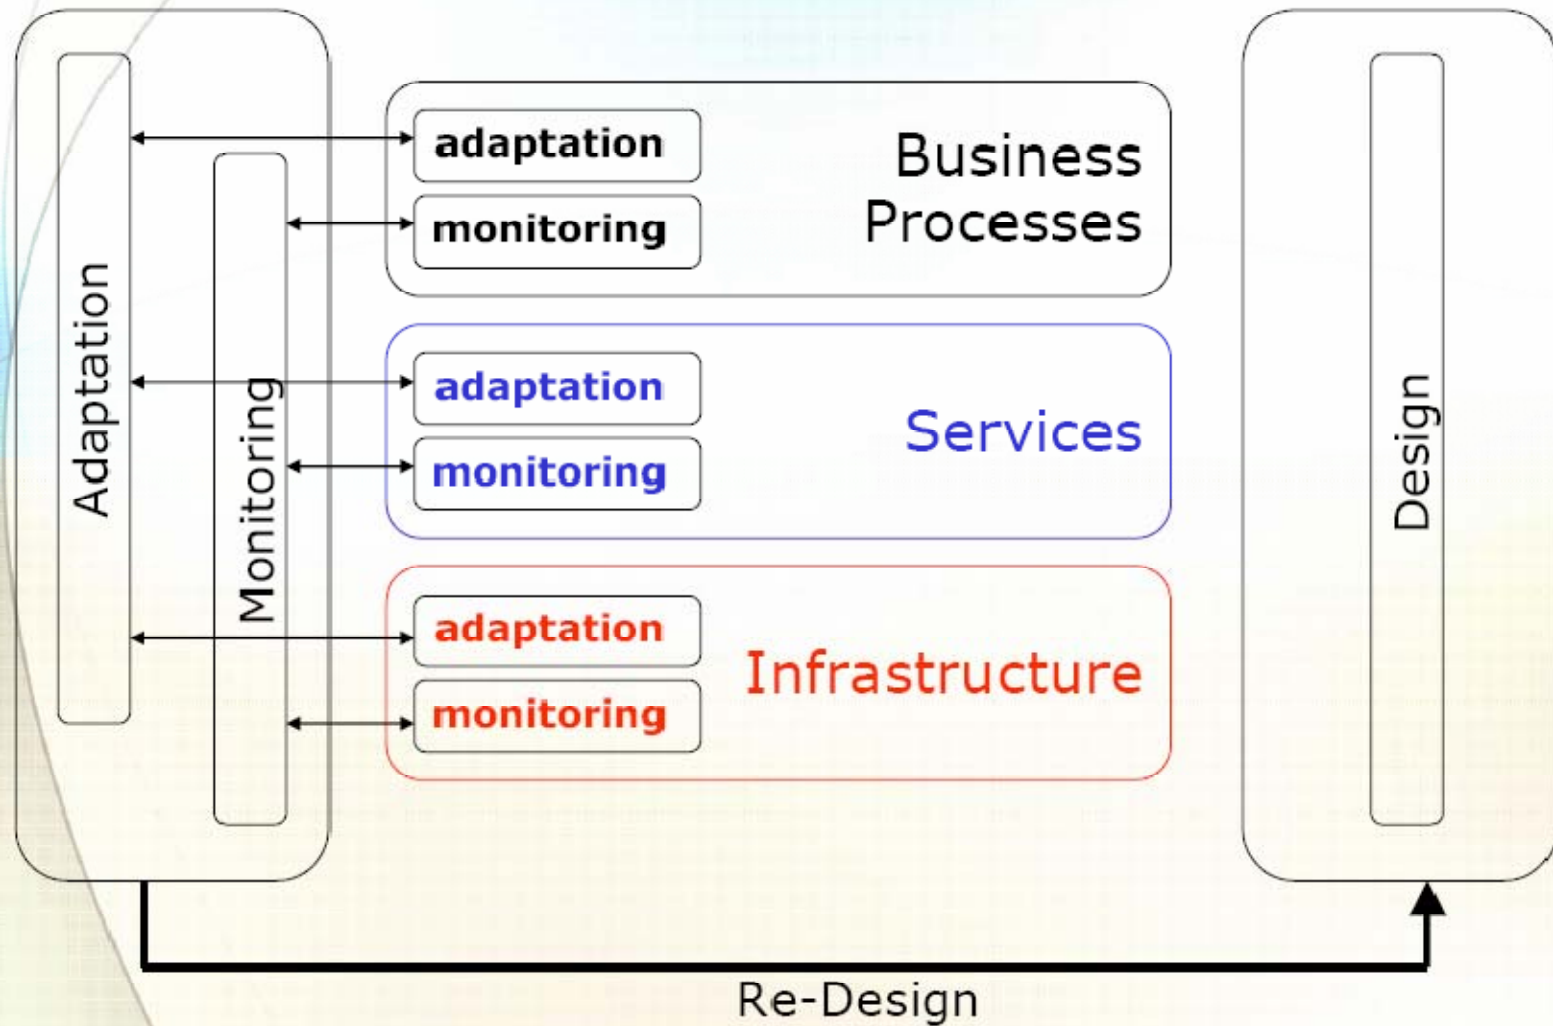 Adaptation
Monitoring
adaptation
monitoring
Business
Processes
adaptation
monitoring
Services
adaptation
monitoring
Infrastructure
Design
Re-Design